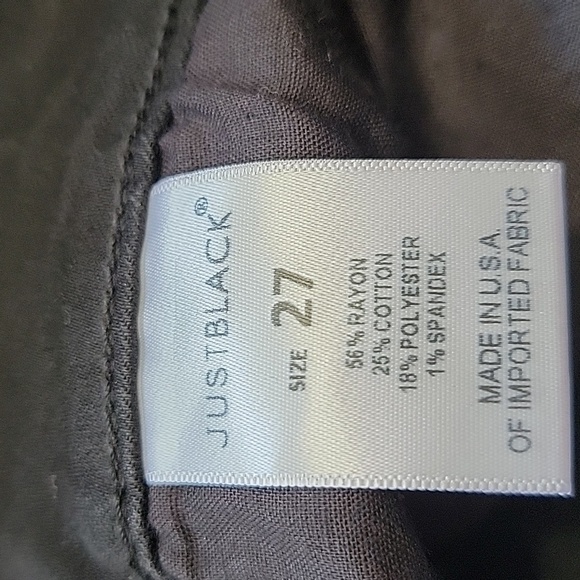 JUSTBLACK®
SIZE 27
56% RAYON
25% COTTON
18% POLYESTER
1% SPANDEX
MADE IN U.S.A.
OF IMPORTED FABRIC